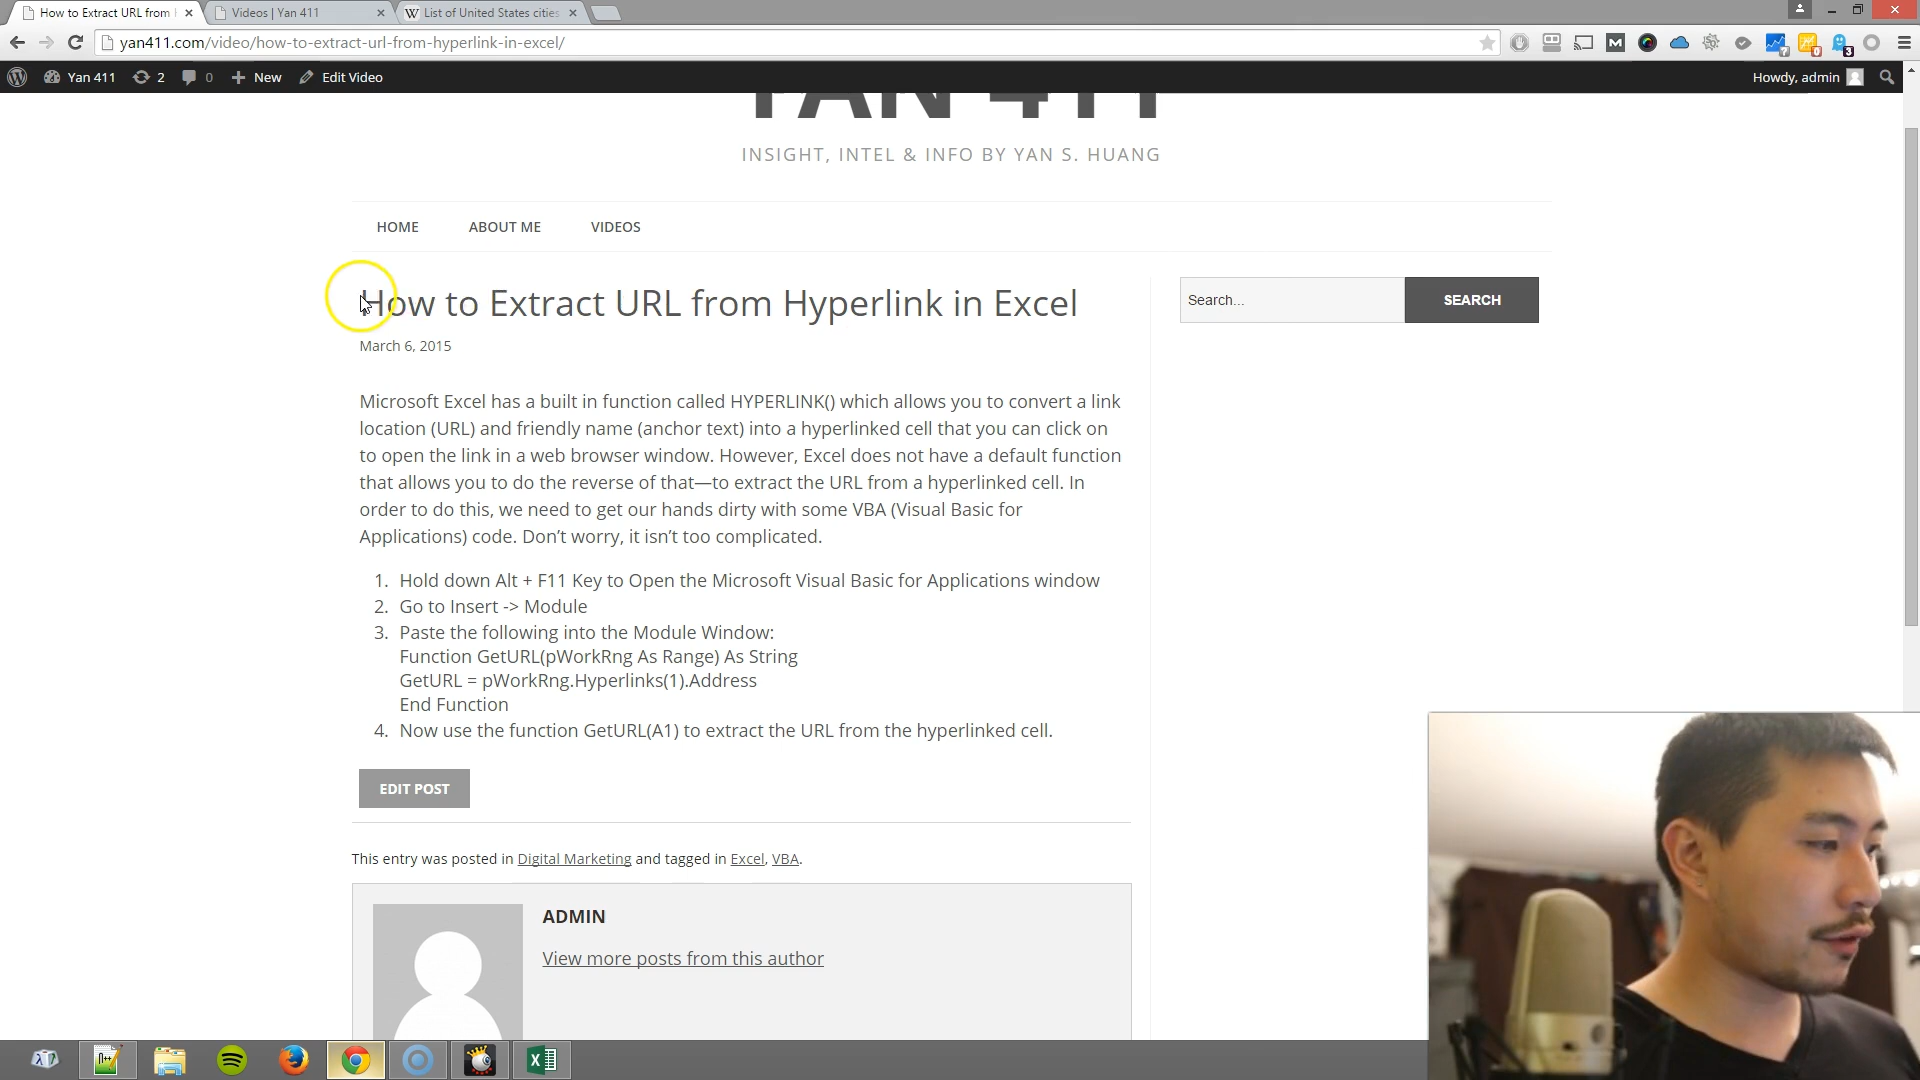 How to Extract URL from
Videos | Yan 411
List of United States cities
yan411.com/video/how-to-extract-url-from-hyperlink-in-excel/
Yan 411
2
0
New
Edit Video
Howdy, admin
YAN 411
INSIGHT, INTEL & INFO BY YAN S. HUANG
HOME
ABOUT ME
VIDEOS
How to Extract URL from Hyperlink in Excel
Search...
SEARCH
March 6, 2015
Microsoft Excel has a built in function called HYPERLINK() which allows you to convert a link
location (URL) and friendly name (anchor text) into a hyperlinked cell that you can click on
to open the link in a web browser window. However, Excel does not have a default function
that allows you to do the reverse of that—to extract the URL from a hyperlinked cell. In
order to do this, we need to get our hands dirty with some VBA (Visual Basic for
Applications) code. Don’t worry, it isn’t too complicated.
1. Hold down Alt + F11 Key to Open the Microsoft Visual Basic for Applications window
2. Go to Insert -> Module
3. Paste the following into the Module Window:
Function GetURL(pWorkRng As Range) As String
GetURL = pWorkRng.Hyperlinks(1).Address
End Function
4. Now use the function GetURL(A1) to extract the URL from the hyperlinked cell.
EDIT POST
This entry was posted in Digital Marketing and tagged in Excel, VBA.
ADMIN
View more posts from this author